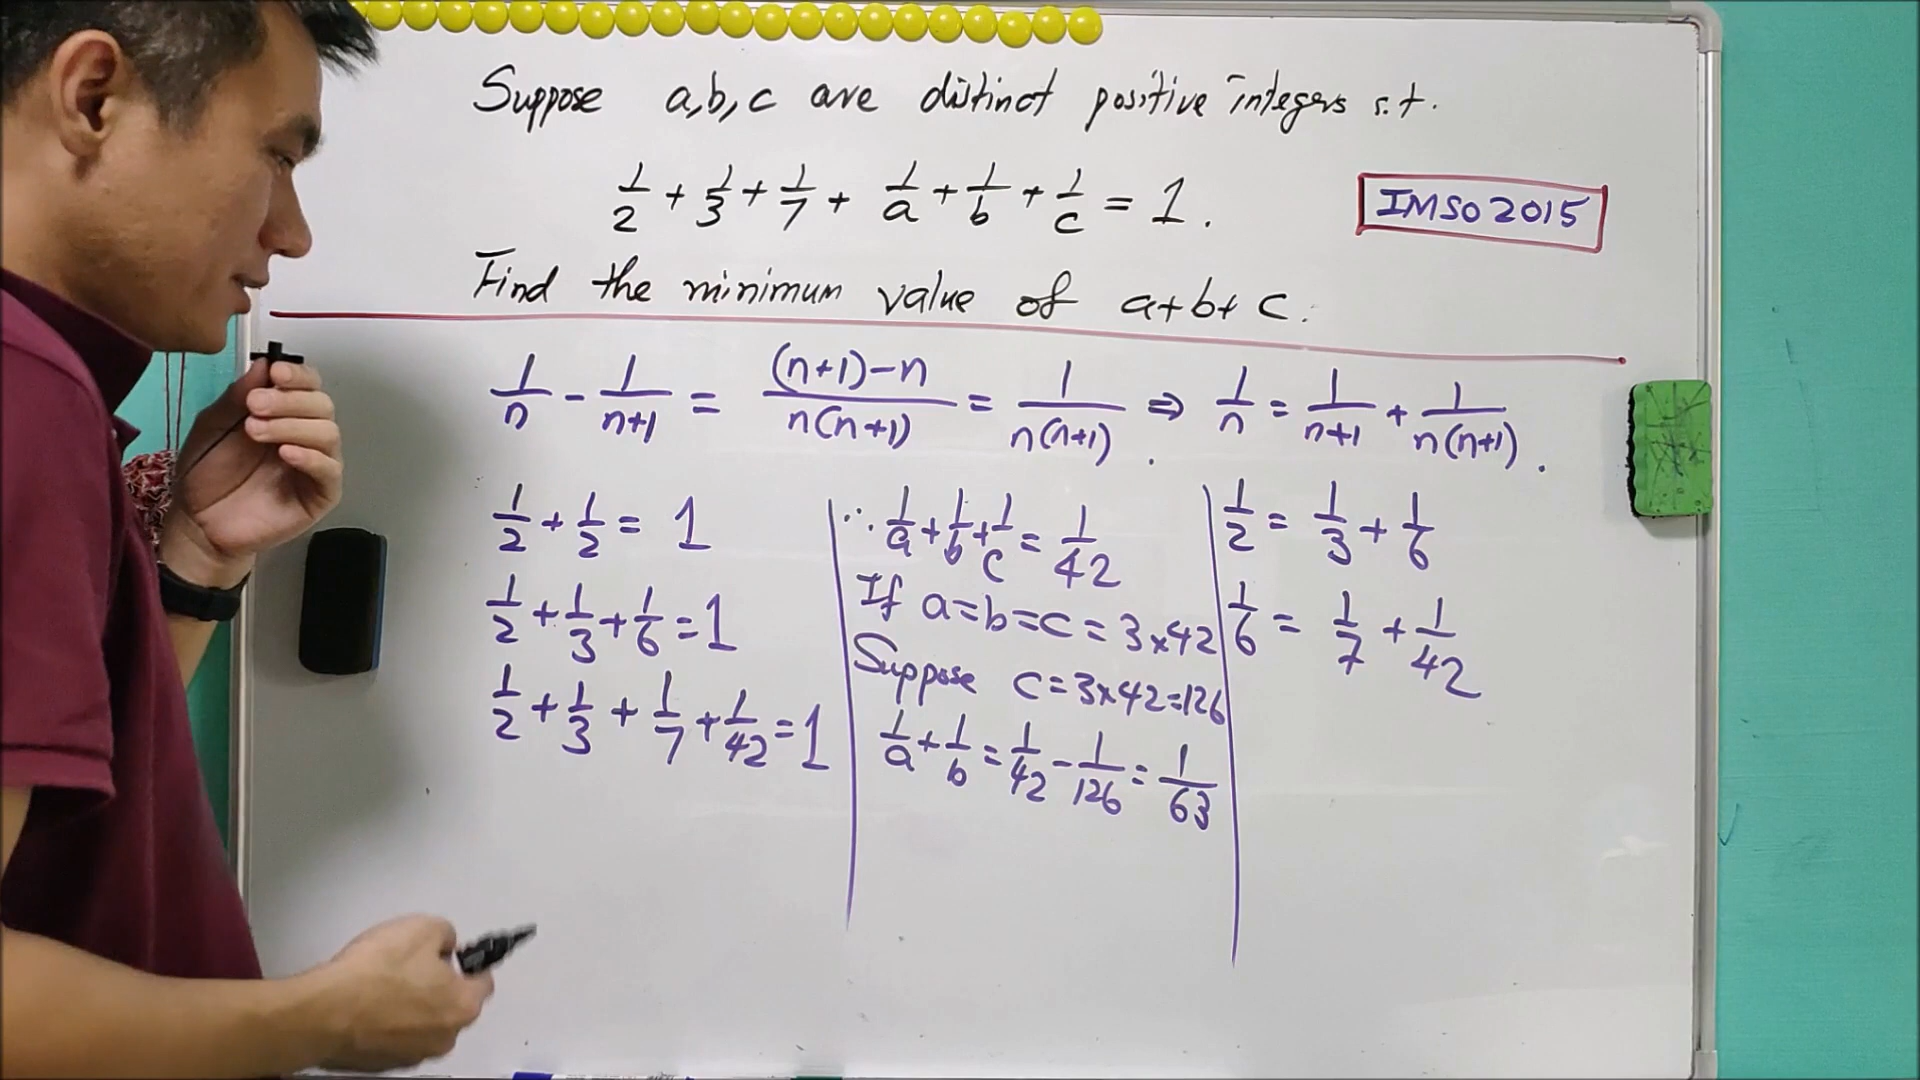 Suppose a,b,c are distinct positive integers s.t.
1/2 + 1/3 + 1/7 + 1/a + 1/b + 1/c = 1.
IMSO 2015
Find the minimum value of a+b+c.
1/n - 1/(n+1) = ((n+1)-n)/(n(n+1)) = 1/(n(n+1)) ⇒ 1/n = 1/(n+1) + 1/(n(n+1)).
1/2 + 1/2 = 1
1/2 + 1/3 + 1/6 = 1
1/2 + 1/3 + 1/7 + 1/42 = 1
∴ 1/a + 1/b + 1/c = 1/42
If a=b=c=3×42
Suppose c=3×42=126
1/a + 1/b = 1/42 - 1/126 = 1/63
1/2 = 1/3 + 1/6
1/6 = 1/7 + 1/42